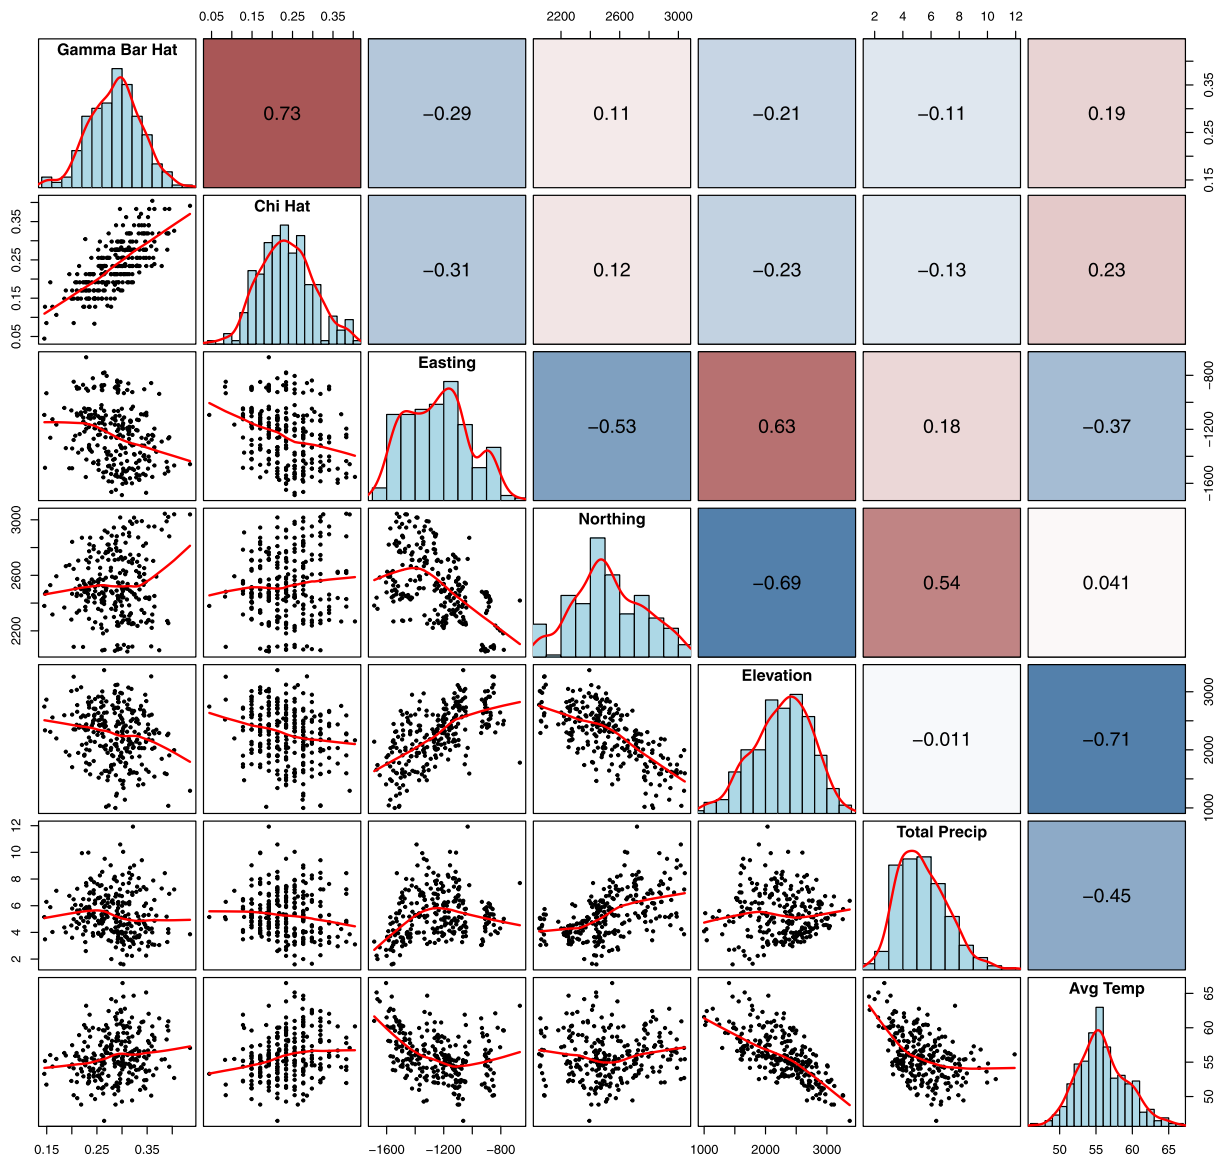 0.05 0.15 0.25 0.35 2200 2600 3000 2 4 6 8 10 12
Gamma Bar Hat
0.73 −0.29 0.11 −0.21 −0.11 0.19
0.15 0.25 0.35
Chi Hat
−0.31 0.12 −0.23 −0.13 0.23
0.05 0.15 0.25 0.35
Easting
−0.53 0.63 0.18 −0.37
−1600 −1200 −800
Northing
−0.69 0.54 0.041
2200 2600 3000
Elevation
−0.011 −0.71
1000 2000 3000
Total Precip
−0.45
2 4 6 8 10 12
Avg Temp
50 55 60 65
0.15 0.25 0.35 −1600 −1200 −800 1000 2000 3000 50 55 60 65